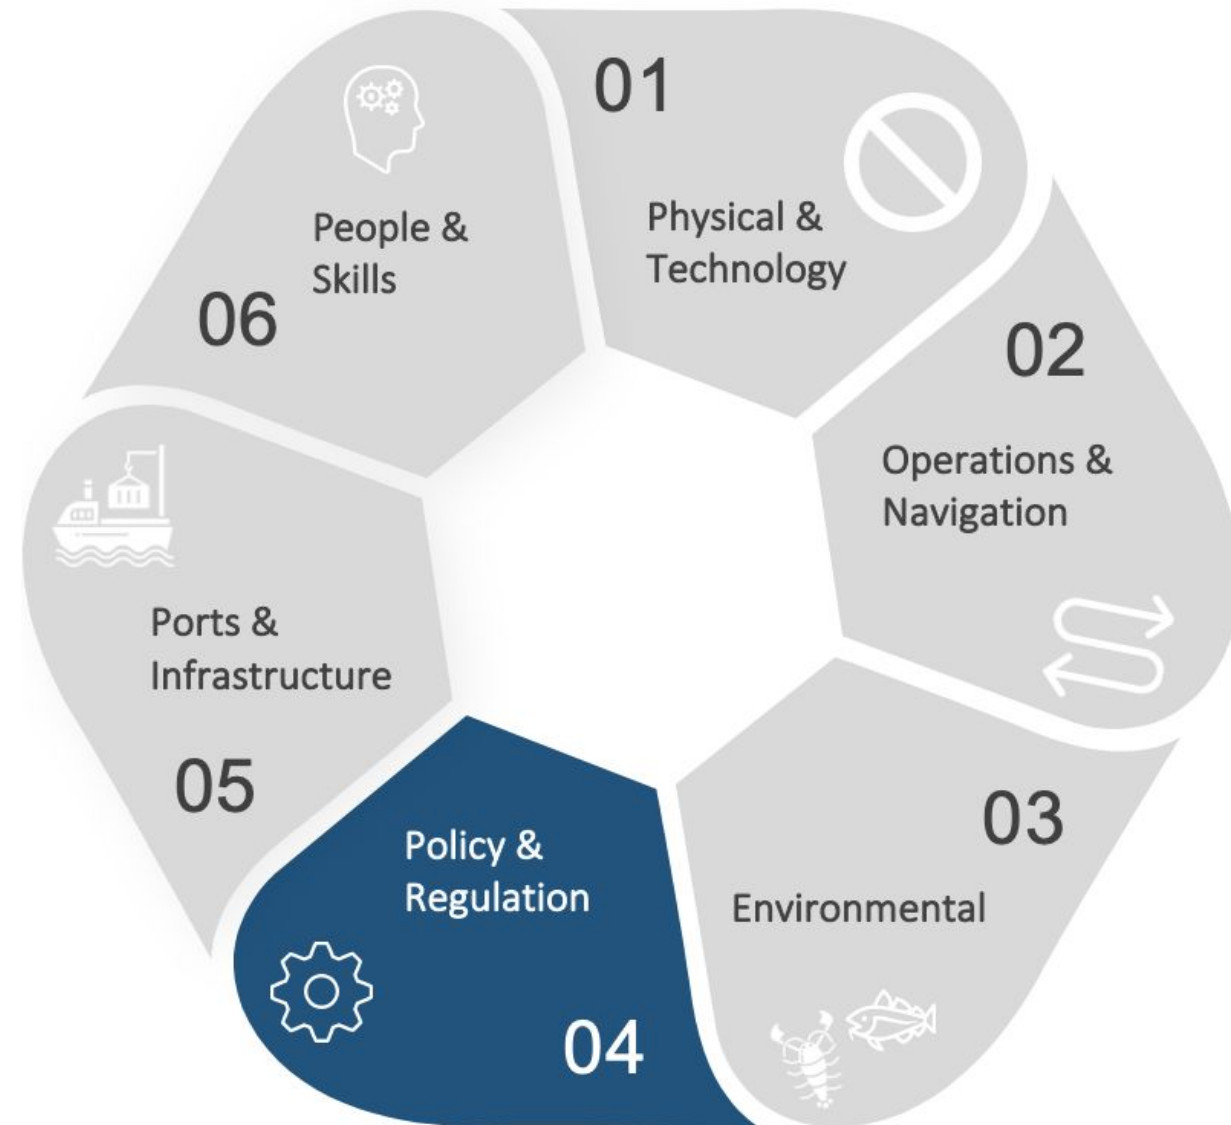 01
Physical &
Technology
02
Operations &
Navigation
03
Environmental
Policy &
Regulation
04
Ports &
Infrastructure
05
People &
Skills
06